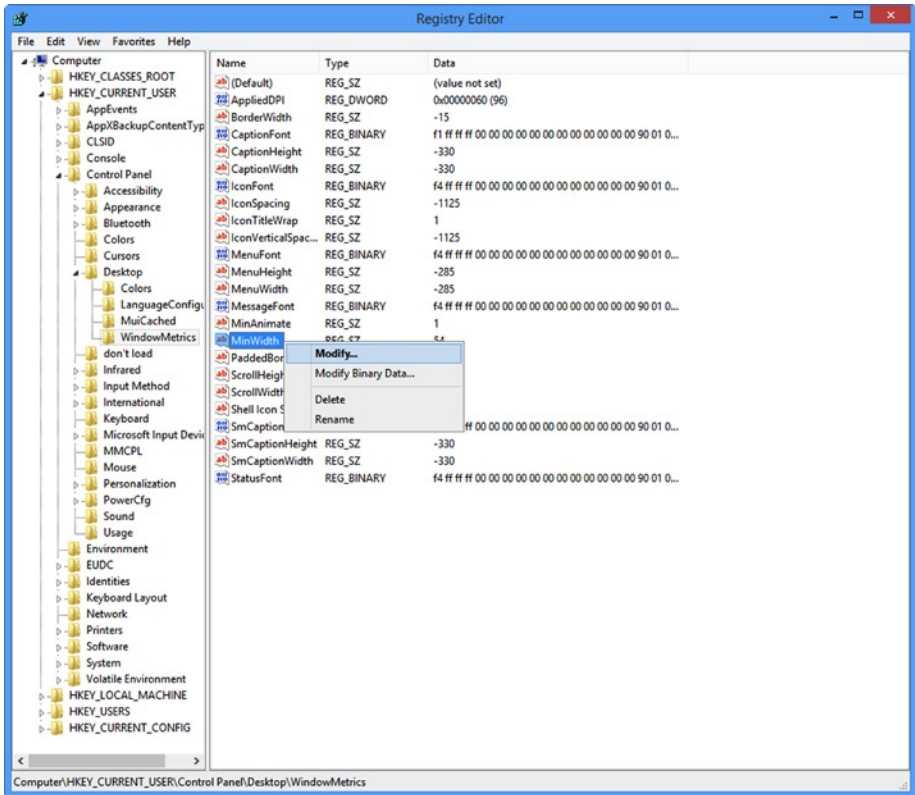 Registry Editor
File Edit View Favorites Help
Computer
HKEY_CLASSES_ROOT
HKEY_CURRENT_USER
AppEvents
AppXBackupContentTyp
CLSID
Console
Control Panel
Accessibility
Appearance
Bluetooth
Colors
Cursors
Desktop
Colors
LanguageConfigu
MuiCached
WindowMetrics
don't load
Infrared
Input Method
International
Keyboard
Microsoft Input Devic
MMCPL
Mouse
Personalization
PowerCfg
Sound
Usage
Environment
EUDC
Identities
Keyboard Layout
Network
Printers
Software
System
Volatile Environment
HKEY_LOCAL_MACHINE
HKEY_USERS
HKEY_CURRENT_CONFIG
Name Type Data
(Default) REG_SZ (value not set)
AppliedDPI REG_DWORD 0x00000060 (96)
BorderWidth REG_SZ -15
CaptionFont REG_BINARY f1 ff ff ff 00 00 00 00 00 00 00 00 00 00 00 00 90 01 0...
CaptionHeight REG_SZ -330
CaptionWidth REG_SZ -330
IconFont REG_BINARY f4 ff ff ff 00 00 00 00 00 00 00 00 00 00 00 00 90 01 0...
IconSpacing REG_SZ -1125
IconTitleWrap REG_SZ 1
IconVerticalSpac... REG_SZ -1125
MenuFont REG_BINARY f4 ff ff ff 00 00 00 00 00 00 00 00 00 00 00 00 90 01 0...
MenuHeight REG_SZ -285
MenuWidth REG_SZ -285
MessageFont REG_BINARY f4 ff ff ff 00 00 00 00 00 00 00 00 00 00 00 00 90 01 0...
MinAnimate REG_SZ 1
MinWidth REG_SZ 54
PaddedBor
ScrollHeigh
ScrollWidth
Shell Icon S
SmCaption ff 00 00 00 00 00 00 00 00 00 00 00 00 90 01 0...
SmCaptionHeight REG_SZ -330
SmCaptionWidth REG_SZ -330
StatusFont REG_BINARY f4 ff ff ff 00 00 00 00 00 00 00 00 00 00 00 00 90 01 0...
Modify...
Modify Binary Data...
Delete
Rename
Computer\HKEY_CURRENT_USER\Control Panel\Desktop\WindowMetrics